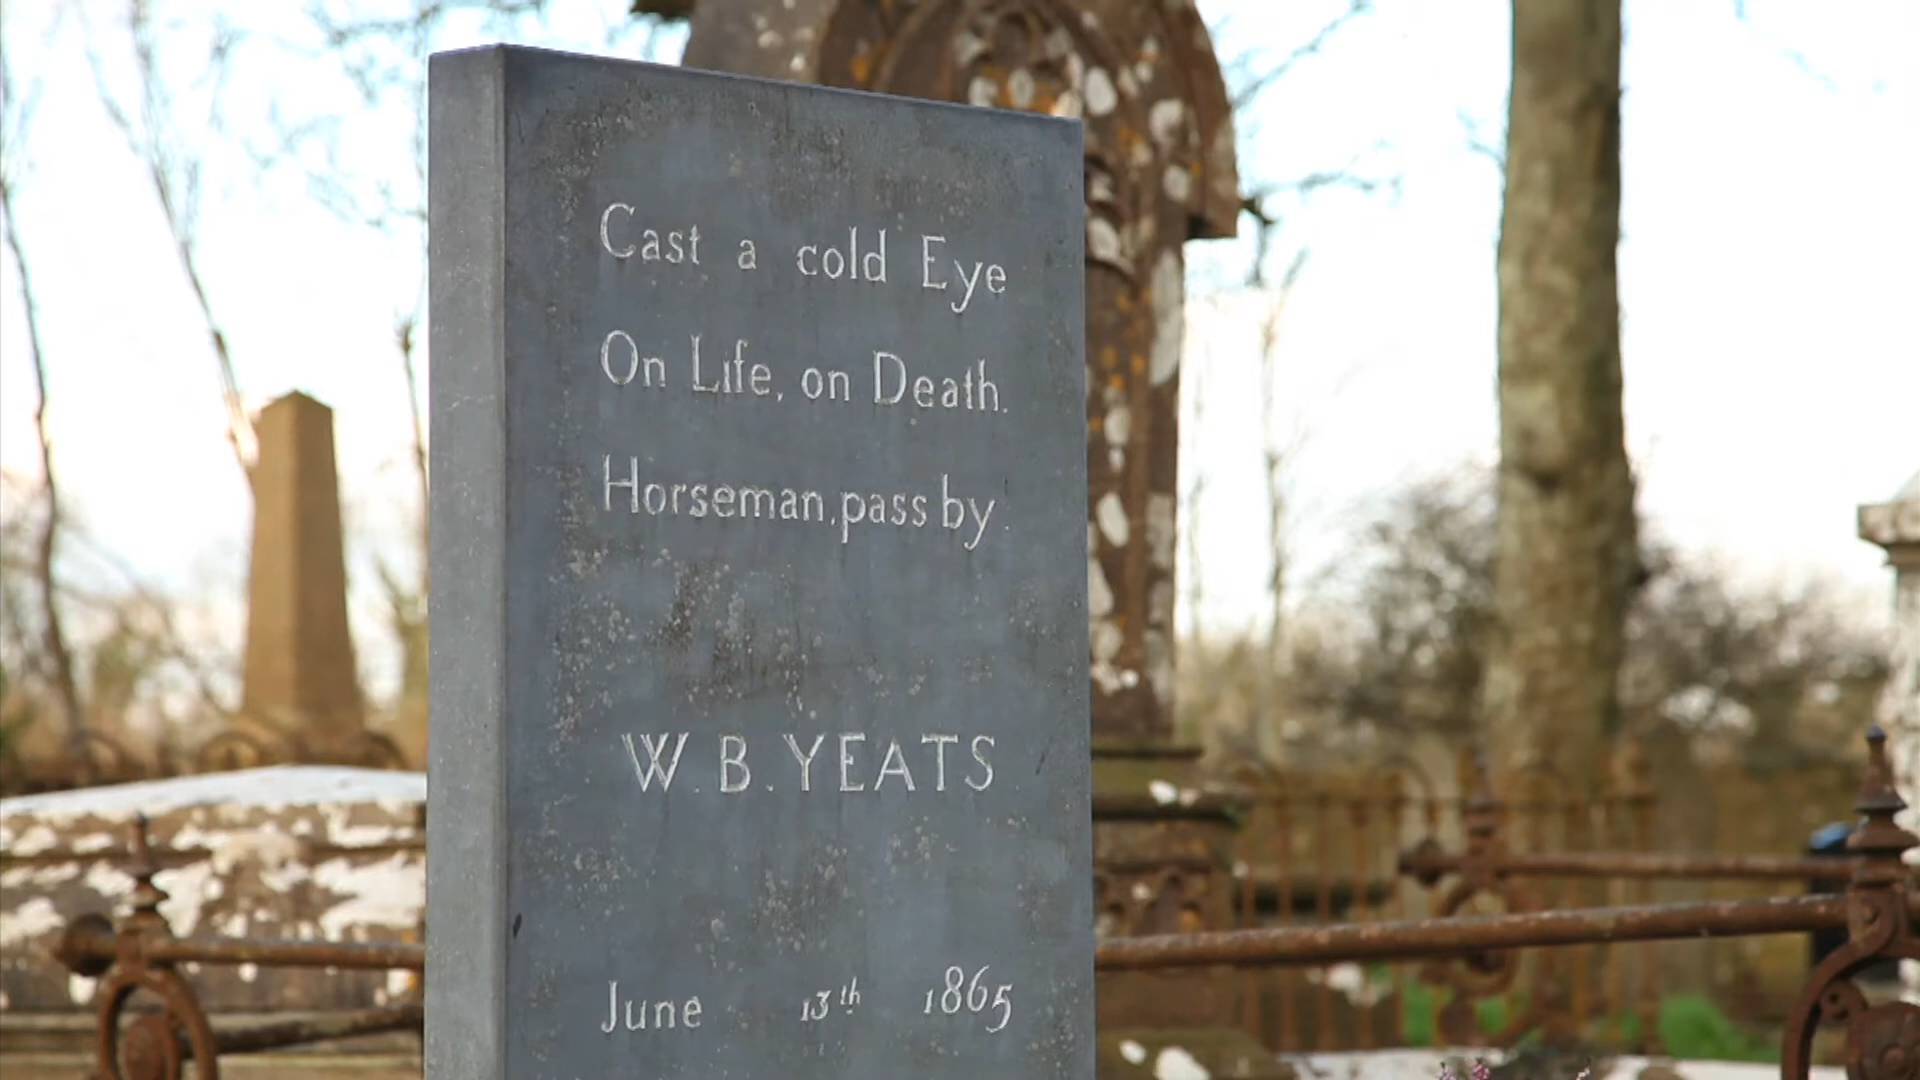 Cast a cold Eye
On Life, on Death.
Horseman, pass by.
W. B. YEATS
June 13th 1865